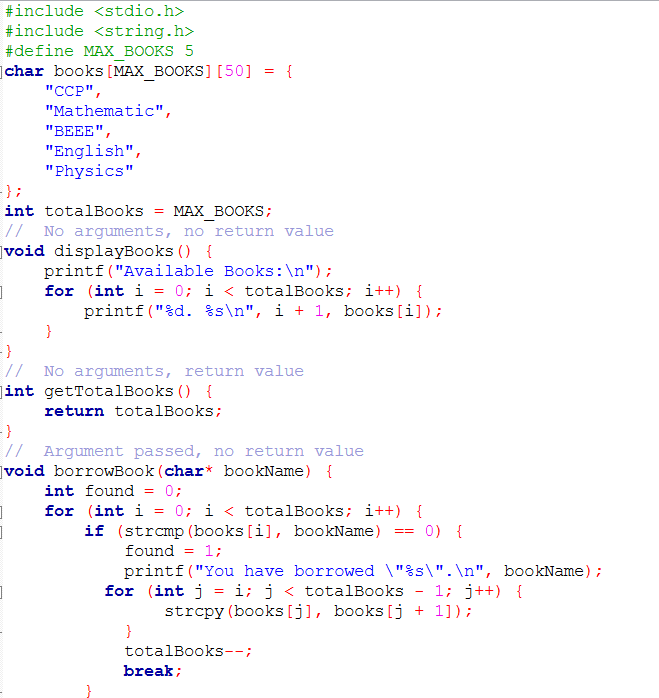 #include <stdio.h>
#include <string.h>
#define MAX_BOOKS 5
char books[MAX_BOOKS][50] = {
    "CCP",
    "Mathematic",
    "BEEE",
    "English",
    "Physics"
};
int totalBooks = MAX_BOOKS;
//  No arguments, no return value
void displayBooks() {
    printf("Available Books:\n");
    for (int i = 0; i < totalBooks; i++) {
        printf("%d. %s\n", i + 1, books[i]);
    }
}
//  No arguments, return value
int getTotalBooks() {
    return totalBooks;
}
//  Argument passed, no return value
void borrowBook(char* bookName) {
    int found = 0;
    for (int i = 0; i < totalBooks; i++) {
        if (strcmp(books[i], bookName) == 0) {
            found = 1;
            printf("You have borrowed \"%s\".\n", bookName);
          for (int j = i; j < totalBooks - 1; j++) {
                strcpy(books[j], books[j + 1]);
            }
            totalBooks--;
            break;
        }